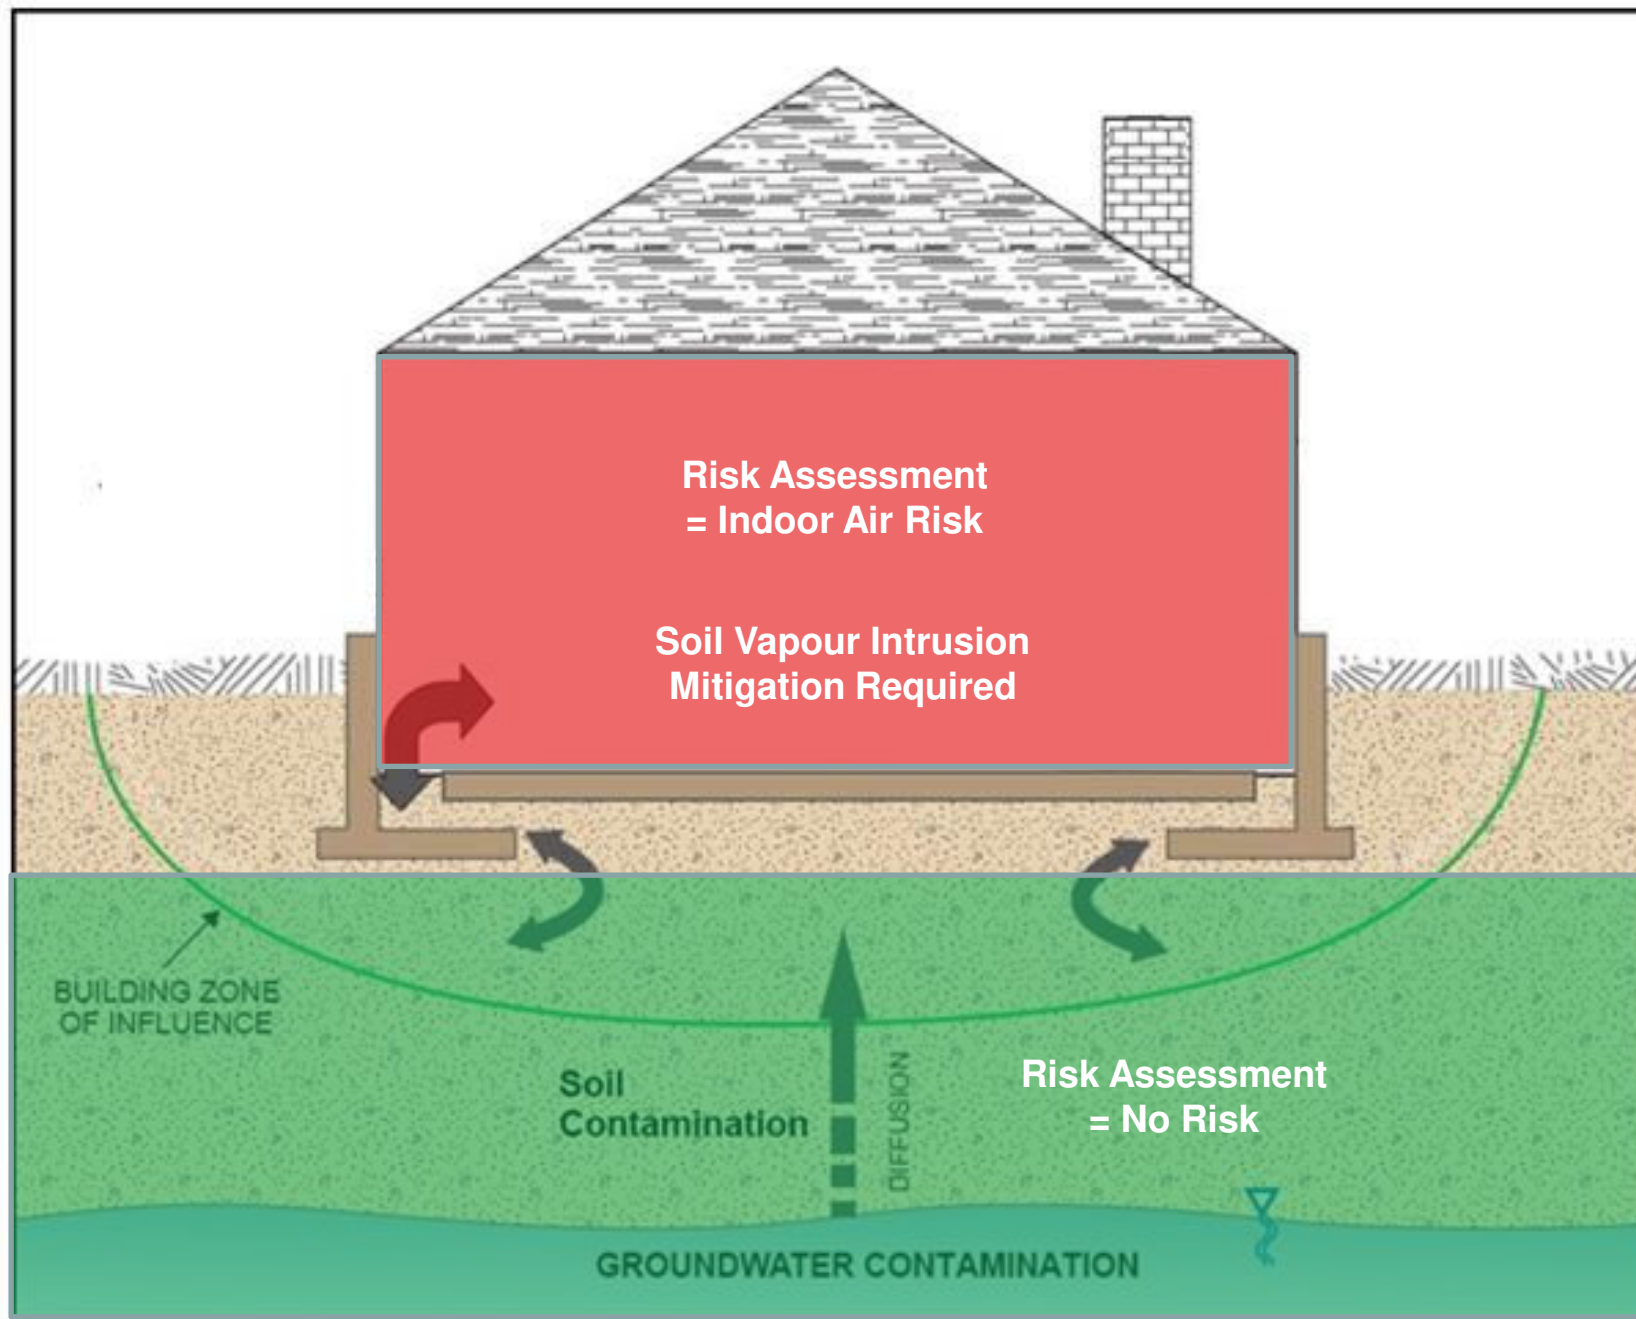 Risk Assessment
= Indoor Air Risk
Soil Vapour Intrusion
Mitigation Required
BUILDING ZONE
OF INFLUENCE
Soil
Contamination
DIFFUSION
Risk Assessment
= No Risk
GROUNDWATER CONTAMINATION